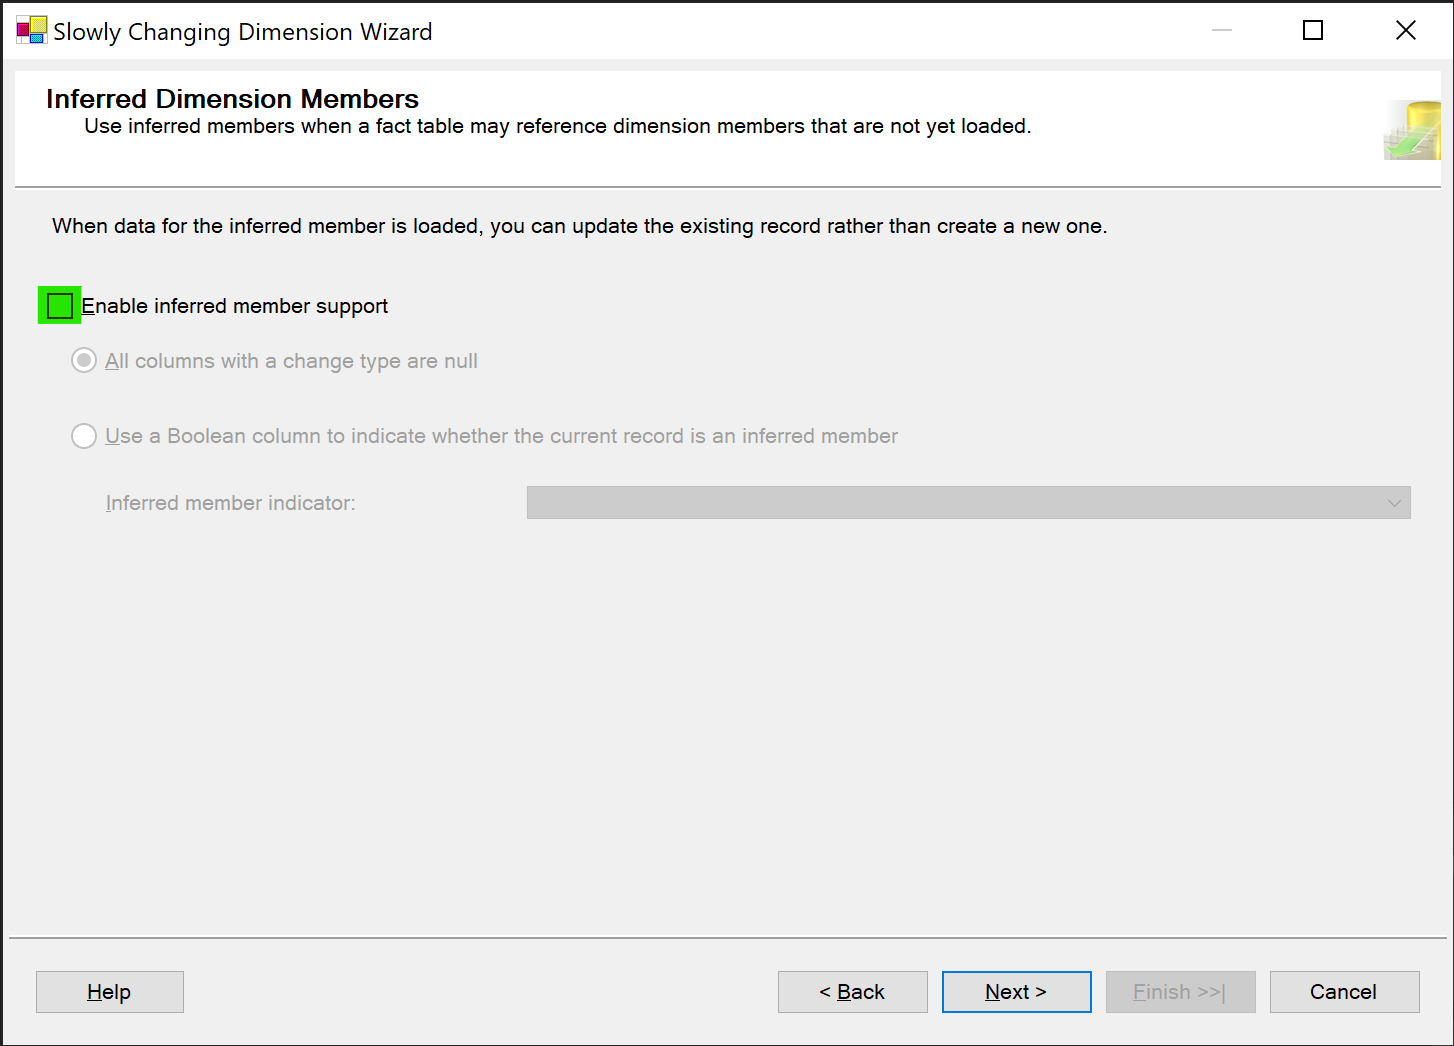 Slowly Changing Dimension Wizard
Inferred Dimension Members
Use inferred members when a fact table may reference dimension members that are not yet loaded.
When data for the inferred member is loaded, you can update the existing record rather than create a new one.
Enable inferred member support
All columns with a change type are null
Use a Boolean column to indicate whether the current record is an inferred member
Inferred member indicator:
Help
< Back
Next >
Finish >>|
Cancel